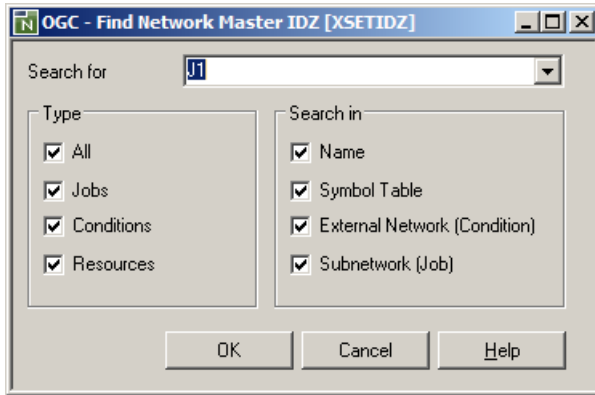 OGC - Find Network Master IDZ [XSETIDZ]
Search for J1
Type
All
Jobs
Conditions
Resources
Search in
Name
Symbol Table
External Network (Condition)
Subnetwork (Job)
OK Cancel Help